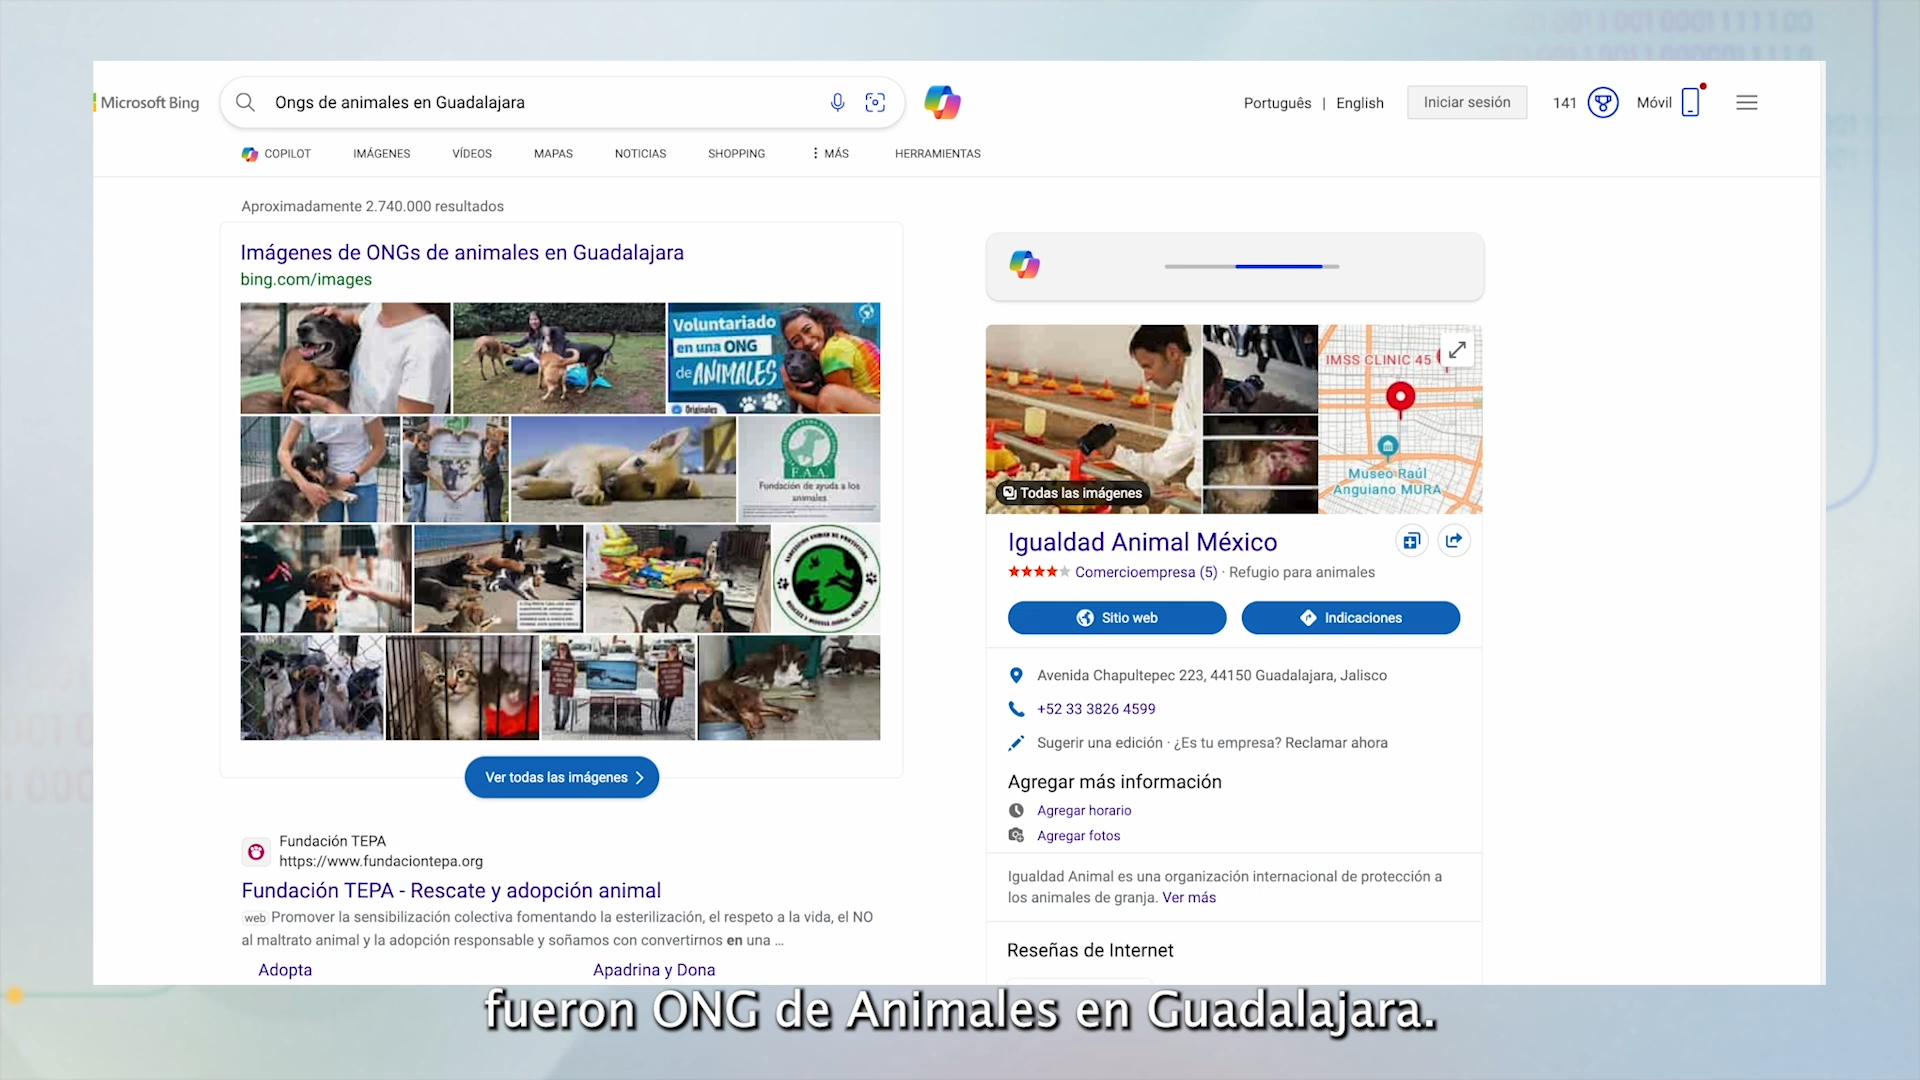 Microsoft Bing
Ongs de animales en Guadalajara
Português | English
Iniciar sesión
141
Móvil
COPILOT
IMÁGENES
VÍDEOS
MAPAS
NOTICIAS
SHOPPING
MÁS
HERRAMIENTAS
Aproximadamente 2.740.000 resultados
Imágenes de ONGs de animales en Guadalajara
bing.com/images
Voluntariado
en una ONG
de ANIMALES
Originales
F.A.A.
Fundación de ayuda a los
animales
Ver todas las imágenes
Fundación TEPA
https://www.fundaciontepa.org
Fundación TEPA - Rescate y adopción animal
web Promover la sensibilización colectiva fomentando la esterilización, el respeto a la vida, el NO
al maltrato animal y la adopción responsable y soñamos con convertirnos en una ...
Adopta
Apadrina y Dona
Todas las imágenes
IMSS CLINIC 45
Museo Raúl
Anguiano MURA
Igualdad Animal México
Comercioempresa (5) · Refugio para animales
Sitio web
Indicaciones
Avenida Chapultepec 223, 44150 Guadalajara, Jalisco
+52 33 3826 4599
Sugerir una edición · ¿Es tu empresa? Reclamar ahora
Agregar más información
Agregar horario
Agregar fotos
Igualdad Animal es una organización internacional de protección a
los animales de granja. Ver más
Reseñas de Internet
fueron ONG de Animales en Guadalajara.